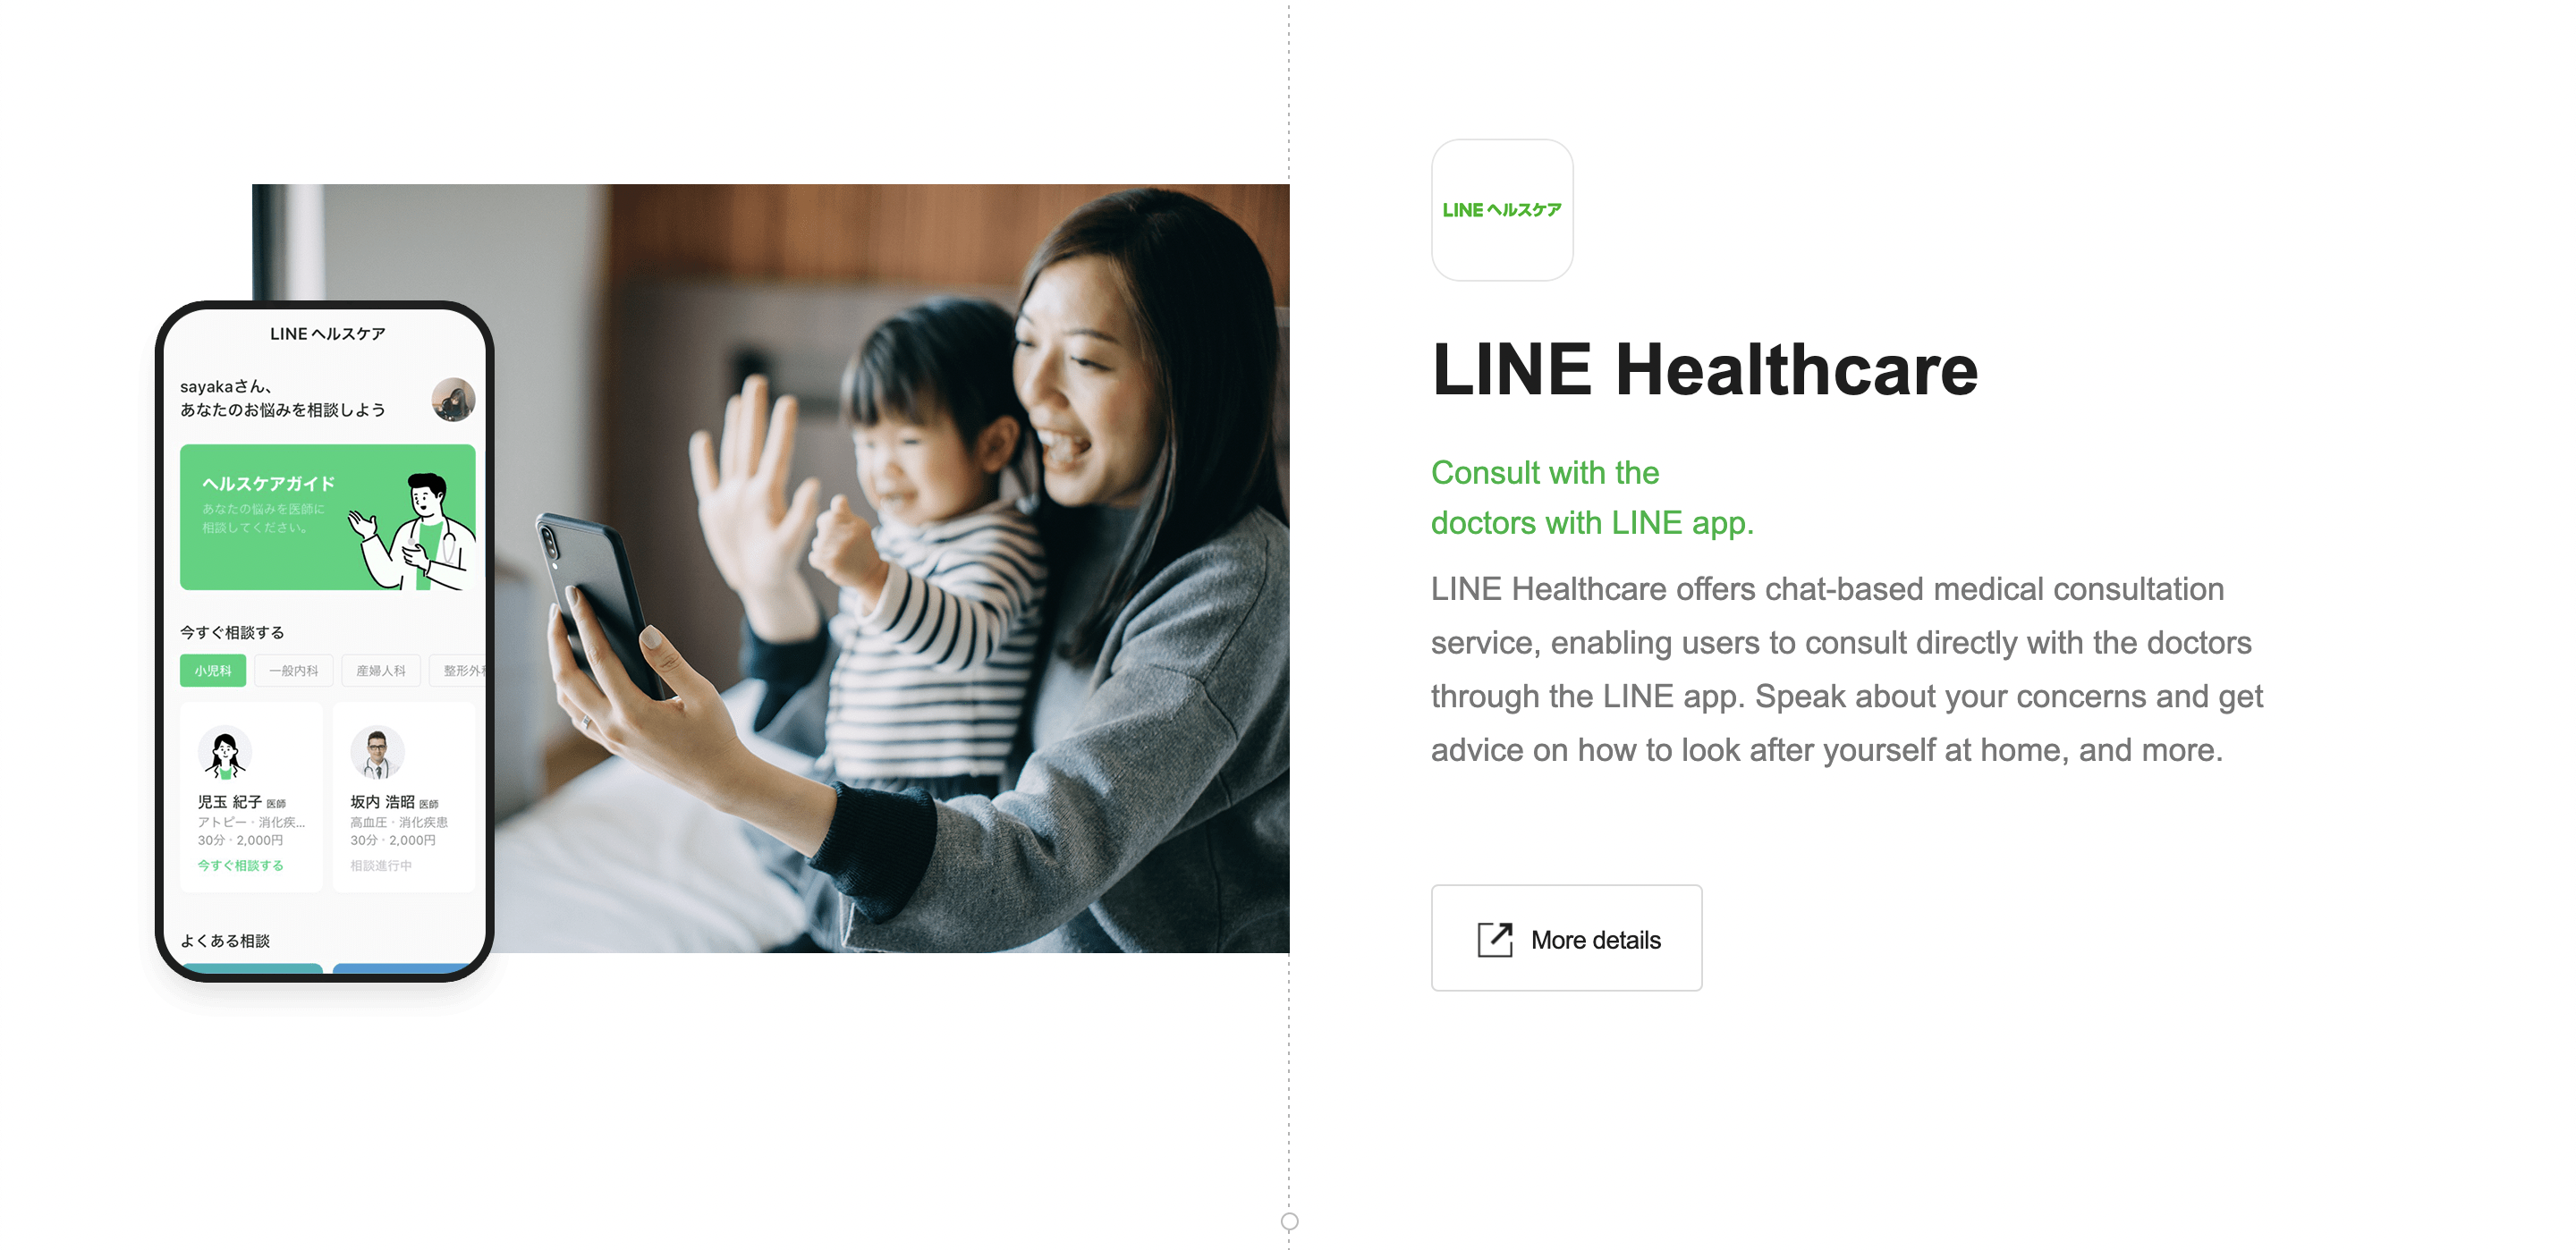 LINE ヘルスケア
sayakaさん、
あなたのお悩みを相談しよう
ヘルスケアガイド
あなたの悩みを医師に
相談してください。
今すぐ相談する
小児科 一般内科 産婦人科 整形外科
児玉 紀子 医師
アトピー・消化疾...
30分・2,000円
今すぐ相談する
坂内 浩昭 医師
高血圧・消化疾患
30分・2,000円
相談進行中
よくある相談
LINE ヘルスケア
LINE Healthcare
Consult with the
doctors with LINE app.
LINE Healthcare offers chat-based medical consultation
service, enabling users to consult directly with the doctors
through the LINE app. Speak about your concerns and get
advice on how to look after yourself at home, and more.
More details